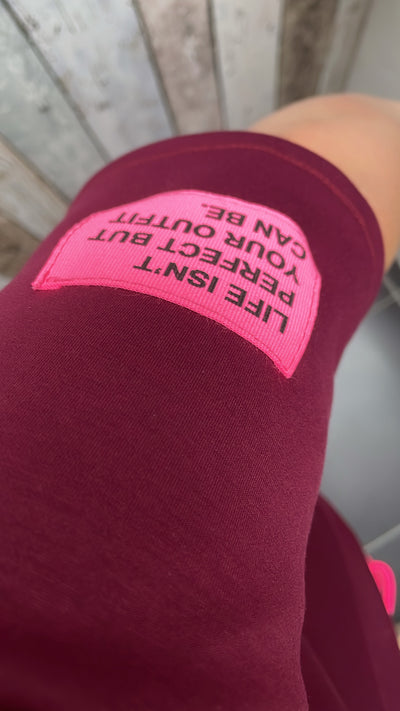 LIFE ISN'T
PERFECT BUT
YOUR OUTFIT
CAN BE.